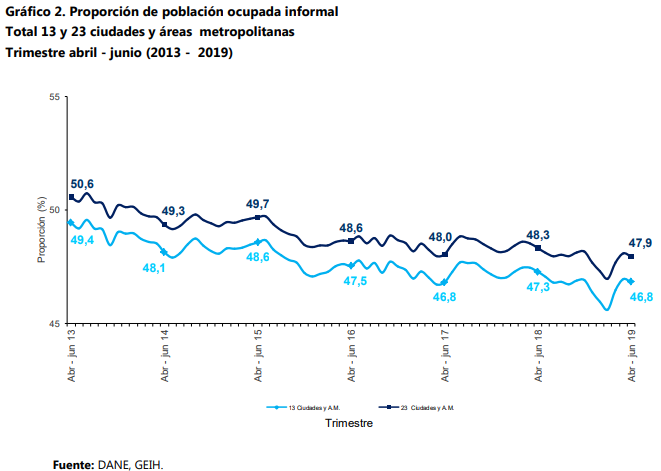 Gráfico 2. Proporción de población ocupada informal
Total 13 y 23 ciudades y áreas metropolitanas
Trimestre abril - junio (2013 - 2019)
55
50
45
Proporción (%)
50,6
49,3
49,7
48,6
48,0
48,3
47,9
49,4
48,1
48,6
47,5
46,8
47,3
46,8
Abr - jun 13
Abr - jun 14
Abr - jun 15
Abr - jun 16
Abr - jun 17
Abr - jun 18
Abr - jun 19
13 Ciudades y A.M.
23 Ciudades y A.M.
Trimestre
Fuente: DANE, GEIH.